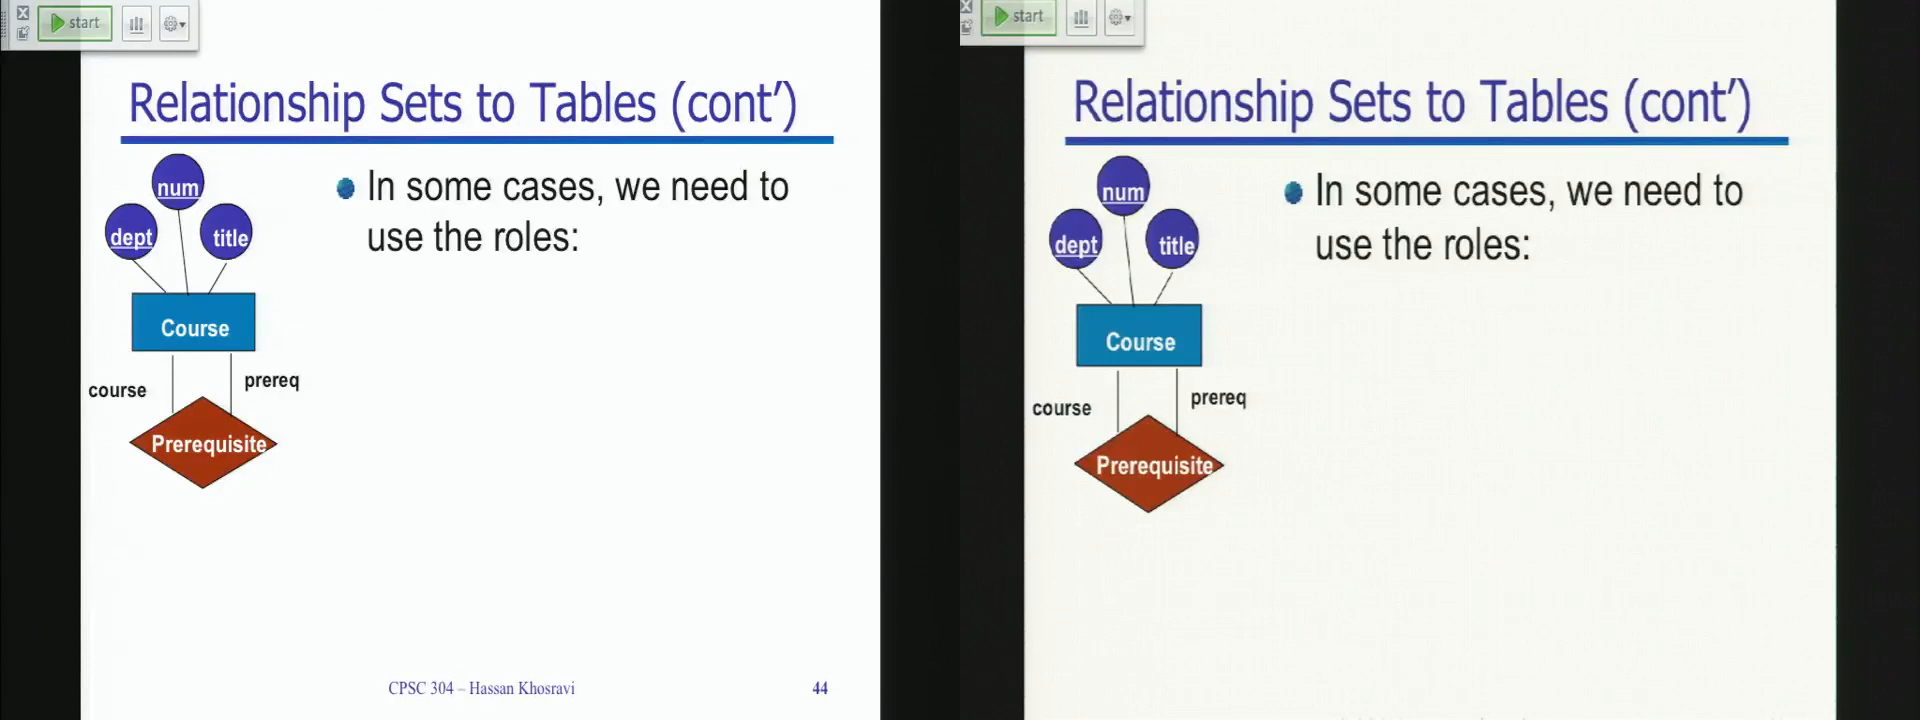 start
Relationship Sets to Tables (cont')
num
dept
title
In some cases, we need to
use the roles:
Course
course
prereq
Prerequisite
CPSC 304 – Hassan Khosravi
44
start
Relationship Sets to Tables (cont')
num
dept
title
In some cases, we need to
use the roles:
Course
course
prereq
Prerequisite